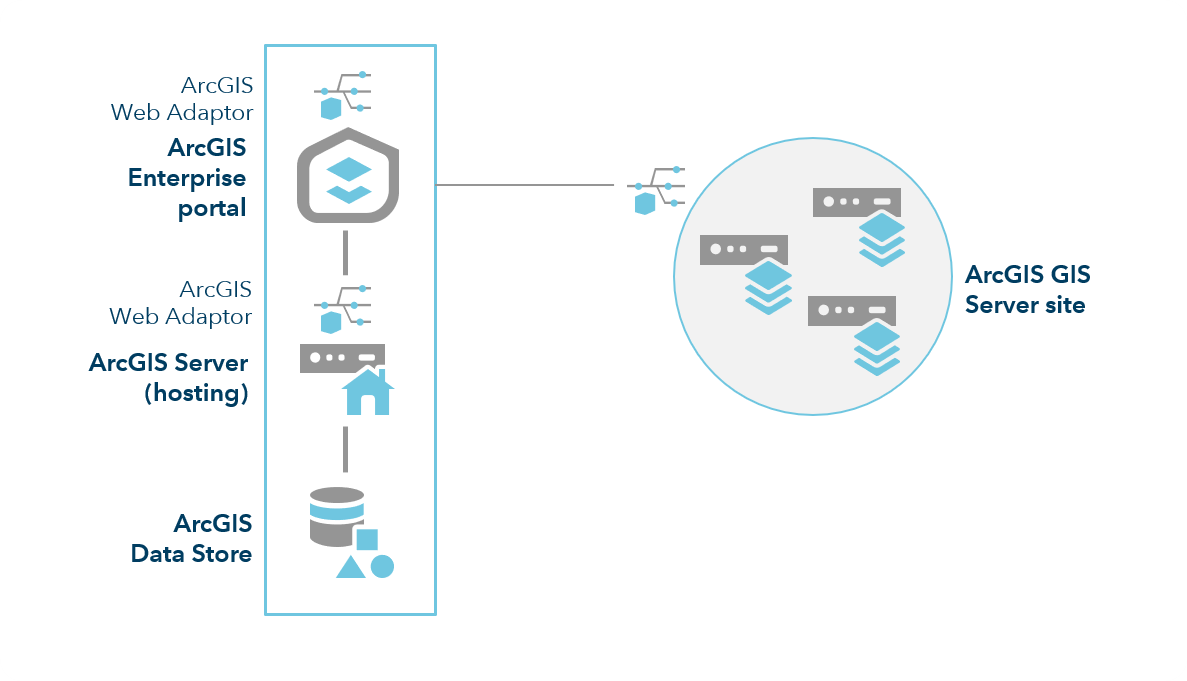 ArcGIS
Web Adaptor
ArcGIS
Enterprise
portal
ArcGIS
Web Adaptor
ArcGIS Server
(hosting)
ArcGIS
Data Store
ArcGIS GIS
Server site